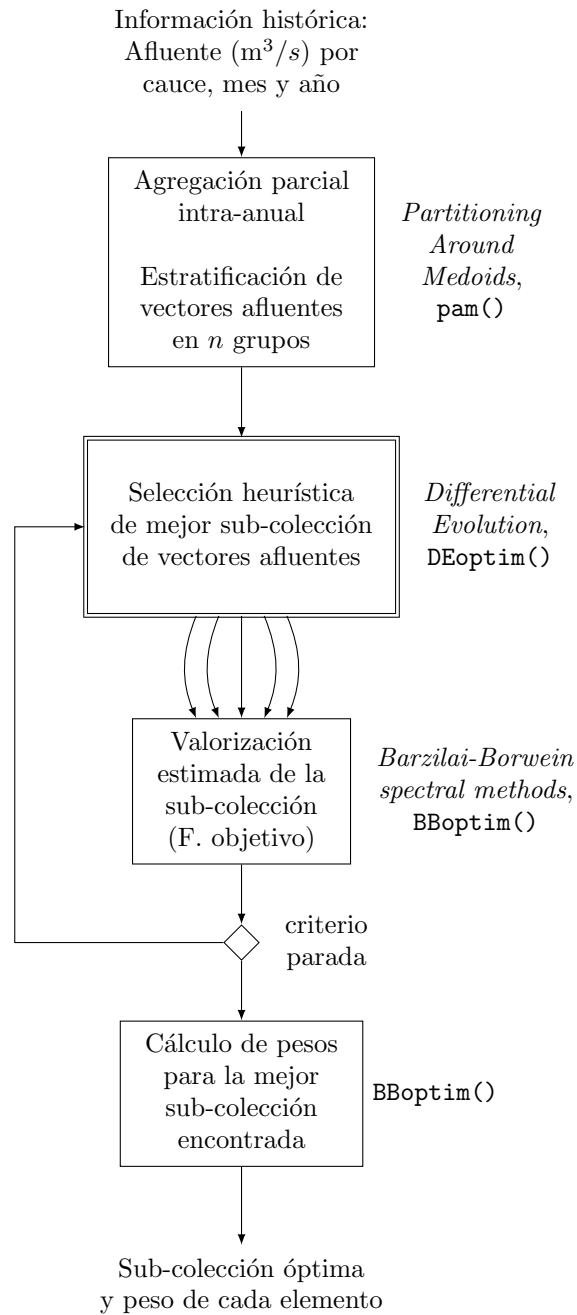 Información histórica:
Afluente (m³/s) por
cauce, mes y año
Agregación parcial
intra-anual
Estratificación de
vectores afluentes
en n grupos
Partitioning
Around
Medoids,
pam()
Selección heurística
de mejor sub-colección
de vectores afluentes
Differential
Evolution,
DEoptim()
Valorización
estimada de la
sub-colección
(F. objetivo)
Barzilai-Borwein
spectral methods,
BBoptim()
criterio
parada
Cálculo de pesos
para la mejor
sub-colección
encontrada
BBoptim()
Sub-colección óptima
y peso de cada elemento